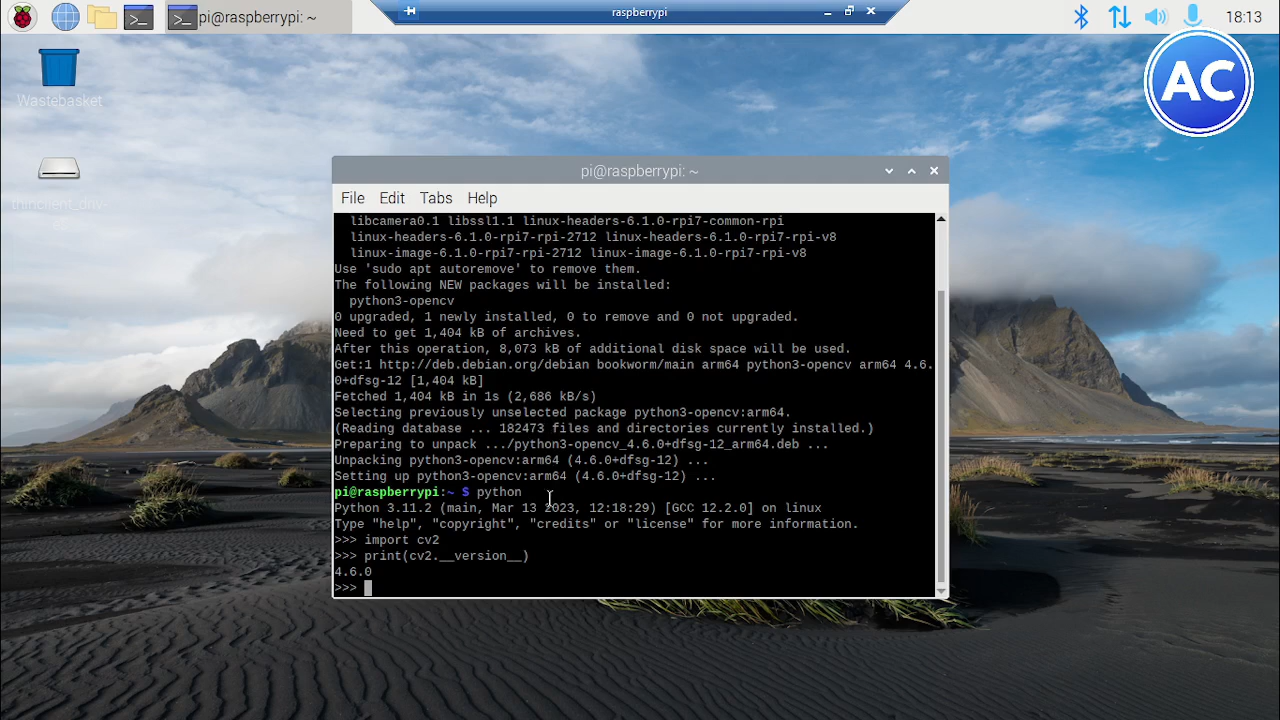 pi@raspberrypi: ~
raspberrypi
18:13
AC
Wastebasket
pi@raspberrypi: ~
File Edit Tabs Help
libcamera0.1 libssl1.1 linux-headers-6.1.0-rpi7-common-rpi
linux-headers-6.1.0-rpi7-rpi-2712 linux-headers-6.1.0-rpi7-rpi-v8
linux-image-6.1.0-rpi7-rpi-2712 linux-image-6.1.0-rpi7-rpi-v8
Use 'sudo apt autoremove' to remove them.
The following NEW packages will be installed:
python3-opencv
0 upgraded, 1 newly installed, 0 to remove and 0 not upgraded.
Need to get 1,404 kB of archives.
After this operation, 8,073 kB of additional disk space will be used.
Get:1 http://deb.debian.org/debian bookworm/main arm64 python3-opencv arm64 4.6.
0+dfsg-12 [1,404 kB]
Fetched 1,404 kB in 1s (2,686 kB/s)
Selecting previously unselected package python3-opencv:arm64.
(Reading database ... 182473 files and directories currently installed.)
Preparing to unpack .../python3-opencv_4.6.0+dfsg-12_arm64.deb ...
Unpacking python3-opencv:arm64 (4.6.0+dfsg-12) ...
Setting up python3-opencv:arm64 (4.6.0+dfsg-12) ...
pi@raspberrypi:~ $ python
Python 3.11.2 (main, Mar 13 2023, 12:18:29) [GCC 12.2.0] on linux
Type "help", "copyright", "credits" or "license" for more information.
>>> import cv2
>>> print(cv2.__version__)
4.6.0
>>>